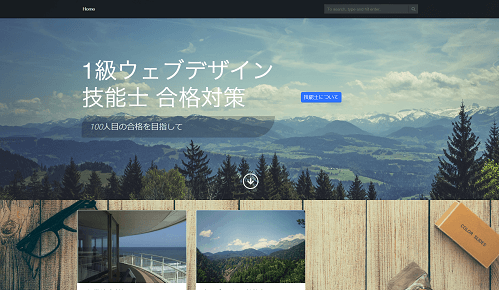 Home
To search, type and hit enter
1級ウェブデザイン
技能士 合格対策
技能士について
100人目の合格を目指して
COLOR SLIDES